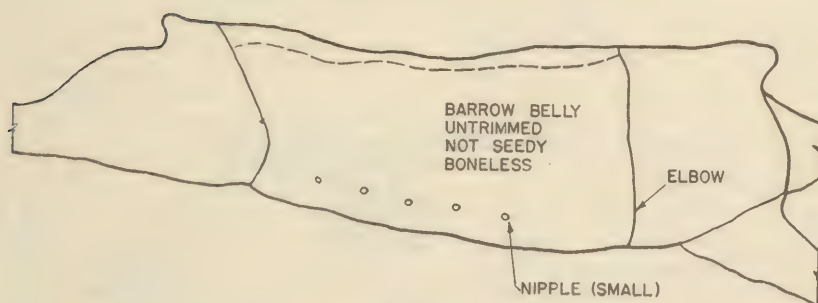 BARROW BELLY
UNTRIMMED
NOT SEEDY
BONELESS
ELBOW
NIPPLE (SMALL)